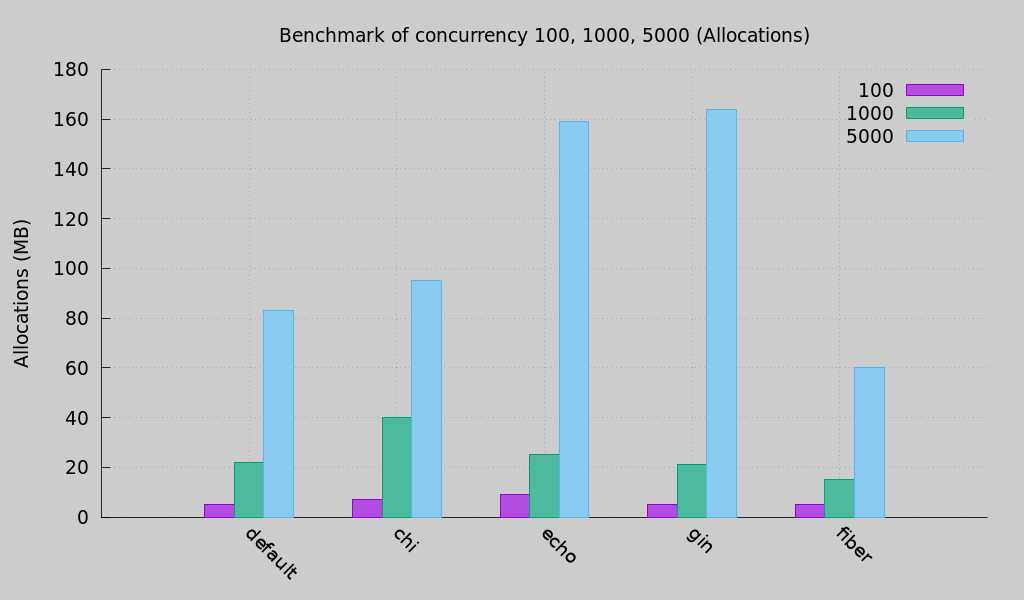 Benchmark of concurrency 100, 1000, 5000 (Allocations)
180
160
140
120
100
80
60
40
20
0
Allocations (MB)
100
1000
5000
default
chi
echo
gin
fiber